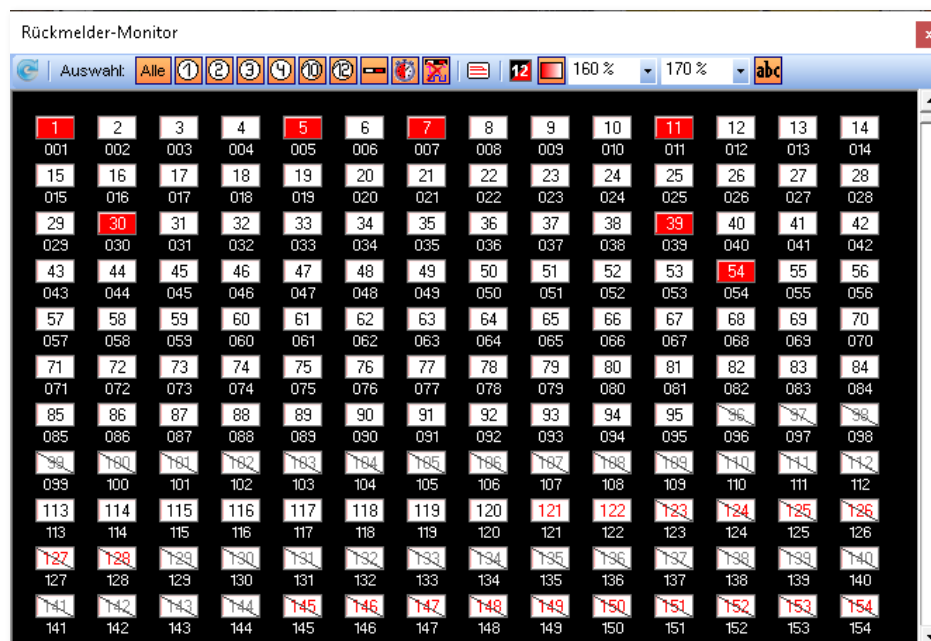 Rückmelder-Monitor x
Auswahl: Alle 1 2 3 4 10 12 12 160 % 170 % abc
1 2 3 4 5 6 7 8 9 10 11 12 13 14
001 002 003 004 005 006 007 008 009 010 011 012 013 014
15 16 17 18 19 20 21 22 23 24 25 26 27 28
015 016 017 018 019 020 021 022 023 024 025 026 027 028
29 30 31 32 33 34 35 36 37 38 39 40 41 42
029 030 031 032 033 034 035 036 037 038 039 040 041 042
43 44 45 46 47 48 49 50 51 52 53 54 55 56
043 044 045 046 047 048 049 050 051 052 053 054 055 056
57 58 59 60 61 62 63 64 65 66 67 68 69 70
057 058 059 060 061 062 063 064 065 066 067 068 069 070
71 72 73 74 75 76 77 78 79 80 81 82 83 84
071 072 073 074 075 076 077 078 079 080 081 082 083 084
85 86 87 88 89 90 91 92 93 94 95 96 97 98
085 086 087 088 089 090 091 092 093 094 095 096 097 098
99 100 101 102 103 104 105 106 107 108 109 110 111 112
099 100 101 102 103 104 105 106 107 108 109 110 111 112
113 114 115 116 117 118 119 120 121 122 123 124 125 126
113 114 115 116 117 118 119 120 121 122 123 124 125 126
127 128 129 130 131 132 133 134 135 136 137 138 139 140
127 128 129 130 131 132 133 134 135 136 137 138 139 140
141 142 143 144 145 146 147 148 149 150 151 152 153 154
141 142 143 144 145 146 147 148 149 150 151 152 153 154